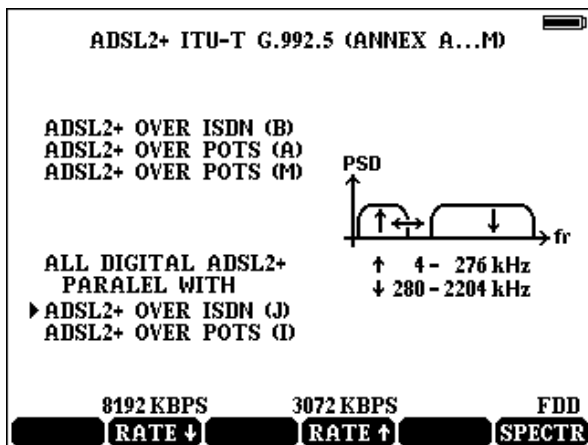 ADSL2+ ITU-T G.992.5 (ANNEX A...M)
ADSL2+ OVER ISDN (B)
ADSL2+ OVER POTS (A)
ADSL2+ OVER POTS (M)
PSD
fr
↑ 4 - 276 kHz
↓ 280 - 2204 kHz
ALL DIGITAL ADSL2+
PARALEL WITH
ADSL2+ OVER ISDN (J)
ADSL2+ OVER POTS (I)
8192 KBPS 3072 KBPS FDD
RATE ↓ RATE ↑ SPECTR